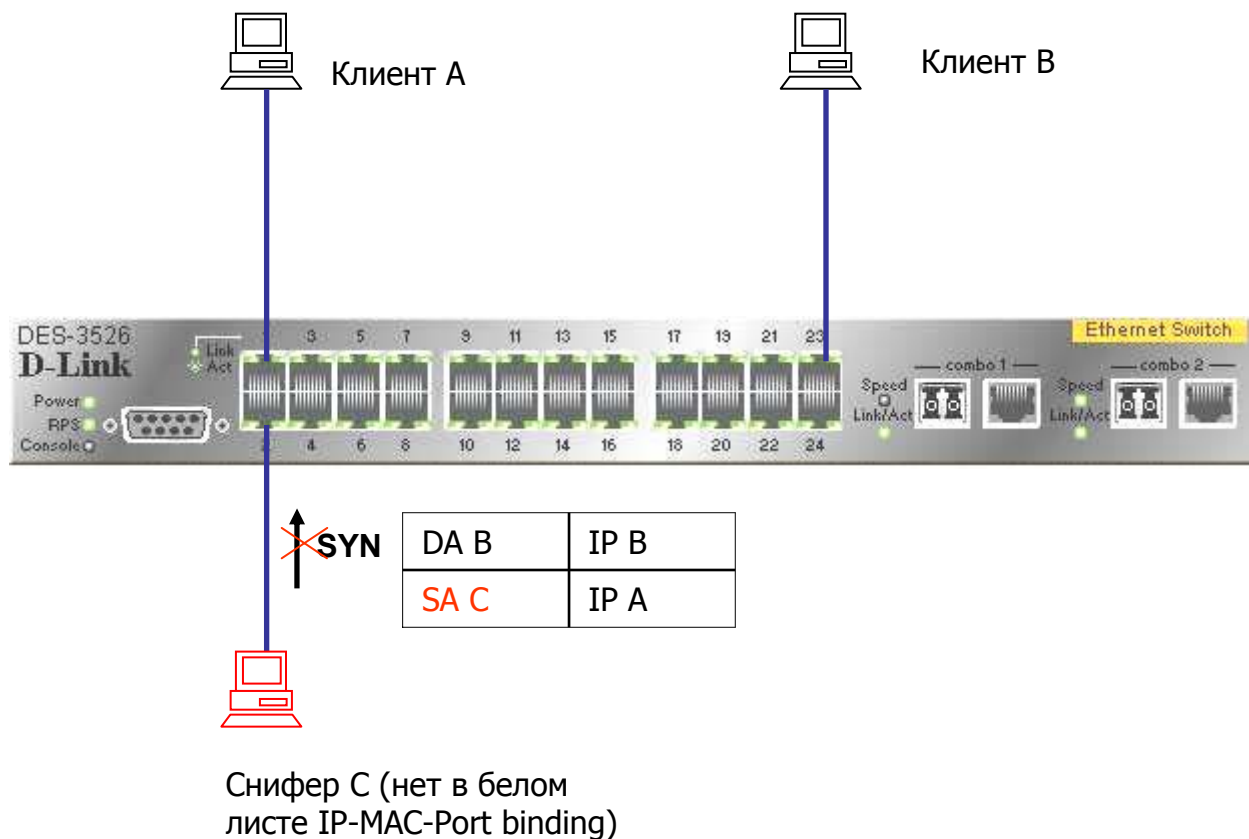 Клиент А
Клиент В
DES-3526
D-Link
Link
Act
Power
RPS
Console
3 5 7 9 11 13 15 17 19 21 23
2 4 6 8 10 12 14 16 18 20 22 24
Ethernet Switch
combo 1
combo 2
Speed
Link/Act
Speed
Link/Act
SYN
DA B IP B
SA C IP A
Снифер С (нет в белом
листе IP-MAC-Port binding)